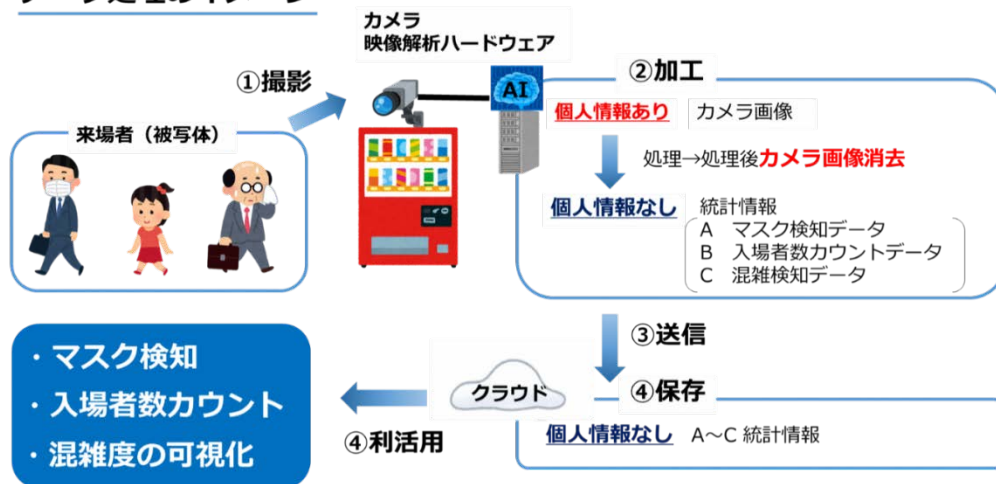 カメラ
映像解析ハードウェア
①撮影
AI
②加工
来場者（被写体）
個人情報あり カメラ画像
処理→処理後カメラ画像消去
個人情報なし 統計情報
A マスク検知データ
B 入場者数カウントデータ
C 混雑検知データ
③送信
・マスク検知
・入場者数カウント
・混雑度の可視化
クラウド
④利活用
④保存
個人情報なし A～C 統計情報